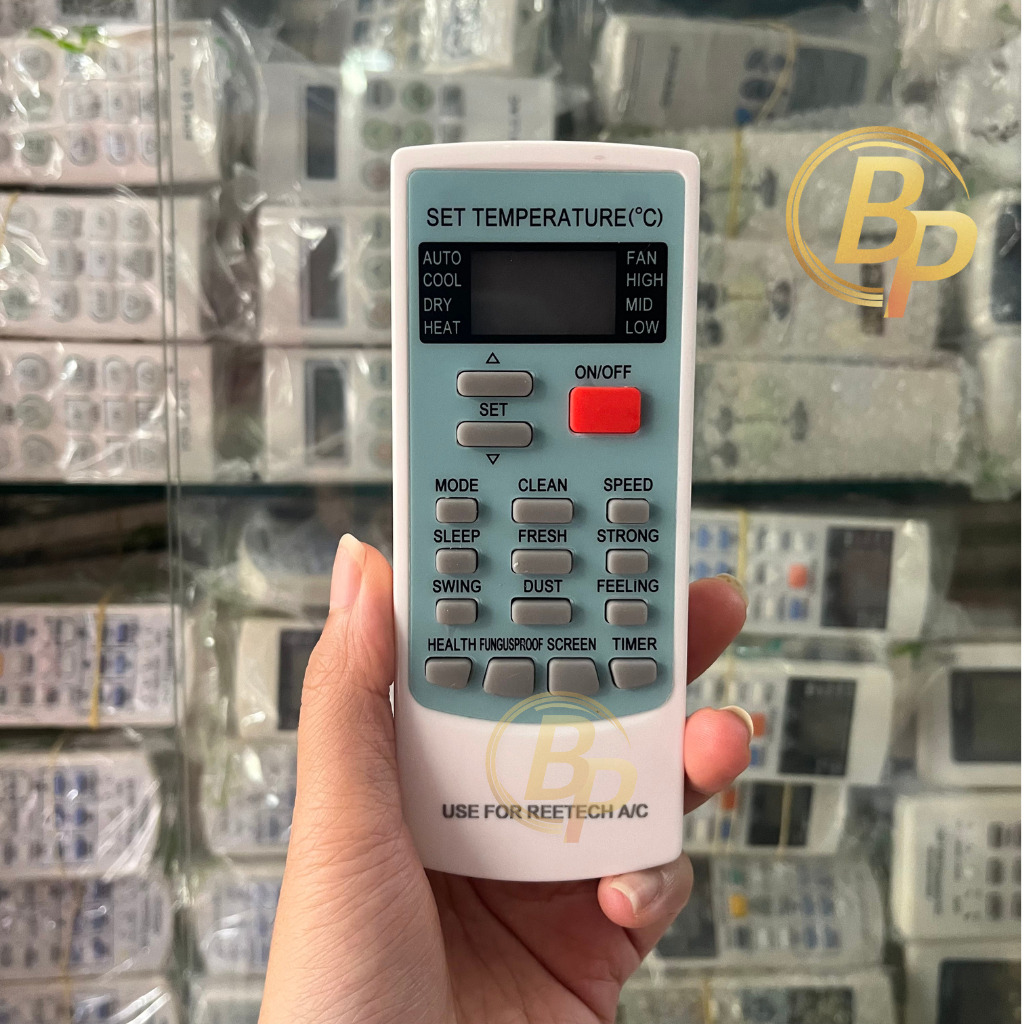 BP
SET TEMPERATURE(°C)
AUTO FAN
COOL HIGH
DRY MID
HEAT LOW
ON/OFF
SET
MODE CLEAN SPEED
SLEEP FRESH STRONG
SWING DUST FEELING
HEALTH FUNGUSPROOF SCREEN TIMER
BP
USE FOR REETECH A/C